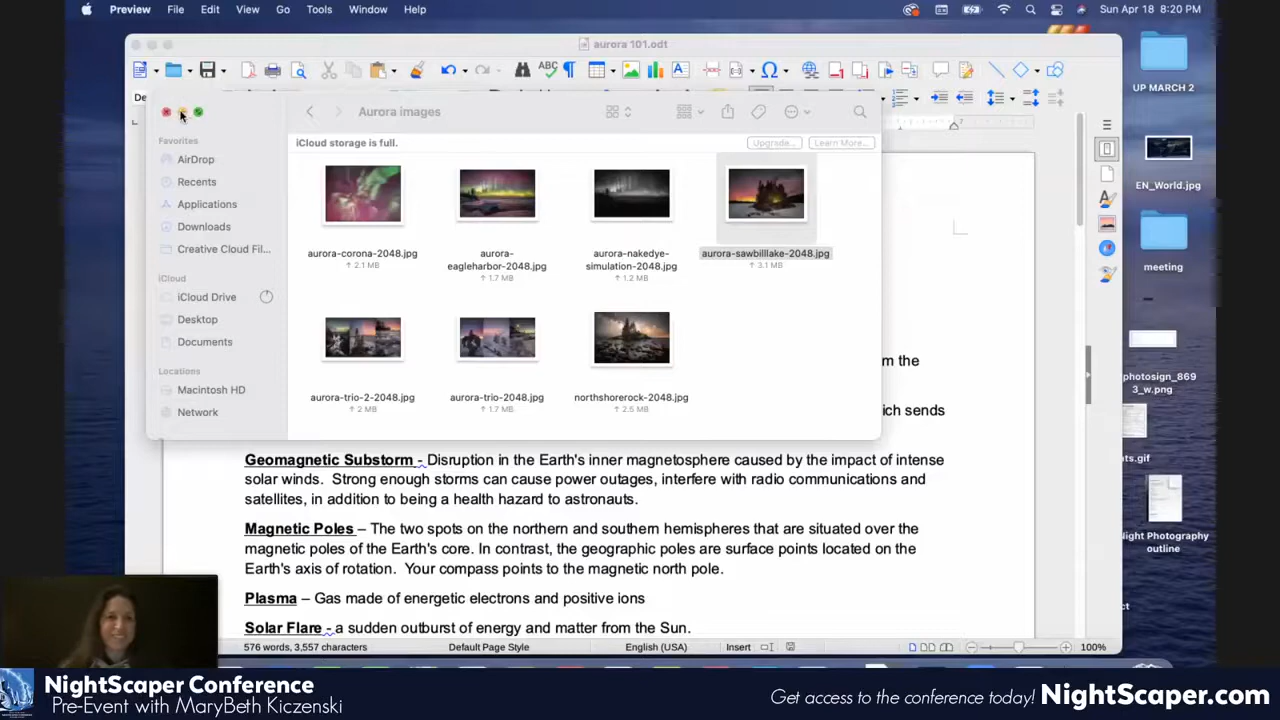 Preview File Edit View Go Tools Window Help Sun Apr 18 8:20 PM
aurora 101.odt
De
Aurora images
iCloud storage is full. Upgrade... Learn More...
Favorites
AirDrop
Recents
Applications
Downloads
Creative Cloud Fil...
iCloud
iCloud Drive
Desktop
Documents
Locations
Macintosh HD
Network
aurora-corona-2048.jpg
↑ 2.1 MB
aurora-
eagleharbor-2048.jpg
↑ 1.7 MB
aurora-nakedye-
simulation-2048.jpg
↑ 1.2 MB
aurora-sawbilllake-2048.jpg
↑ 3.1 MB
aurora-trio-2-2048.jpg
↑ 2 MB
aurora-trio-2048.jpg
↑ 1.7 MB
northshorerock-2048.jpg
↑ 2.5 MB
m the
ich sends
Geomagnetic Substorm - Disruption in the Earth's inner magnetosphere caused by the impact of intense
solar winds. Strong enough storms can cause power outages, interfere with radio communications and
satellites, in addition to being a health hazard to astronauts.
Magnetic Poles – The two spots on the northern and southern hemispheres that are situated over the
magnetic poles of the Earth's core. In contrast, the geographic poles are surface points located on the
Earth's axis of rotation. Your compass points to the magnetic north pole.
Plasma – Gas made of energetic electrons and positive ions
Solar Flare - a sudden outburst of energy and matter from the Sun.
576 words, 3,557 characters Default Page Style English (USA) Insert 100%
UP MARCH 2
EN_World.jpg
meeting
photosign_869
3_w.png
ts.gif
Night Photography
outline
ct
NightScaper Conference
Pre-Event with MaryBeth Kiczenski
Get access to the conference today! NightScaper.com